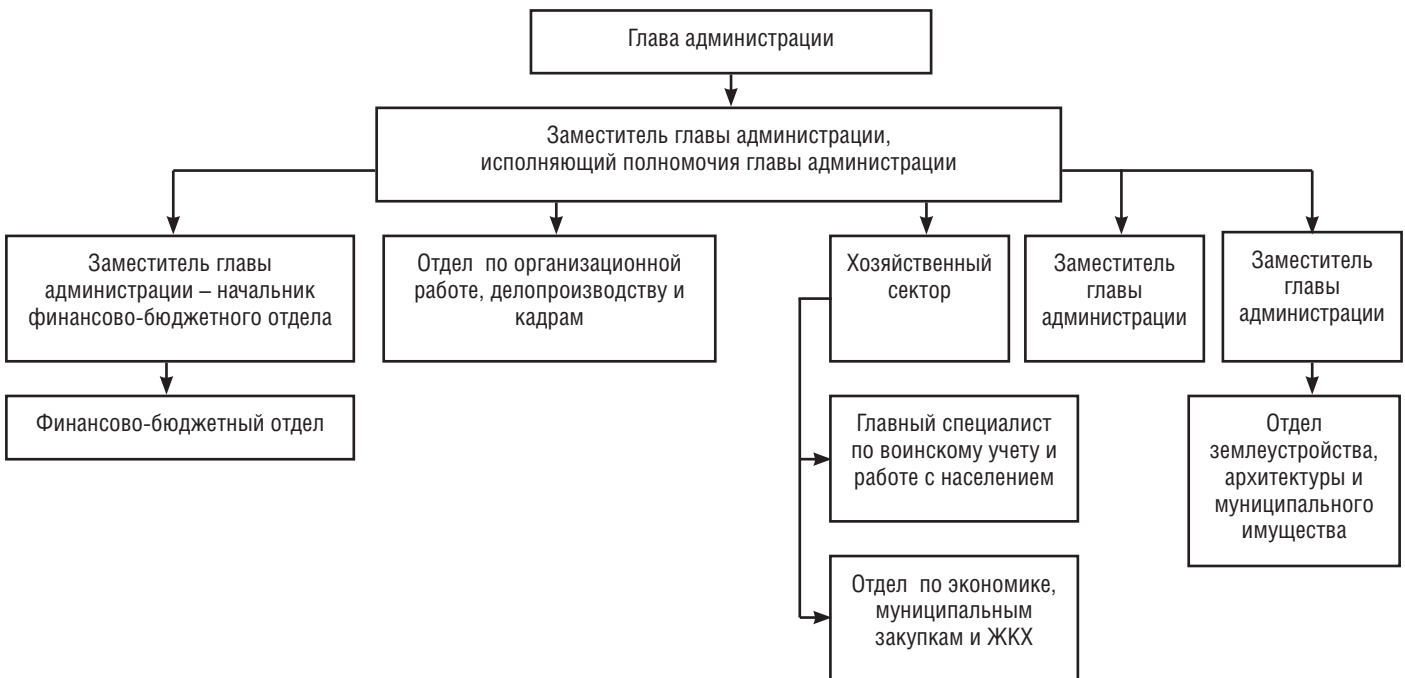 Глава администрации
Заместитель главы администрации,
исполняющий полномочия главы администрации
Заместитель главы
администрации – начальник
финансово-бюджетного отдела
Отдел по организационной
работе, делопроизводству и
кадрам
Хозяйственный
сектор
Заместитель
главы
администрации
Заместитель
главы
администрации
Финансово-бюджетный отдел
Главный специалист
по воинскому учету и
работе с населением
Отдел
землеустройства,
архитектуры и
муниципального
имущества
Отдел по экономике,
муниципальным
закупкам и ЖКХ